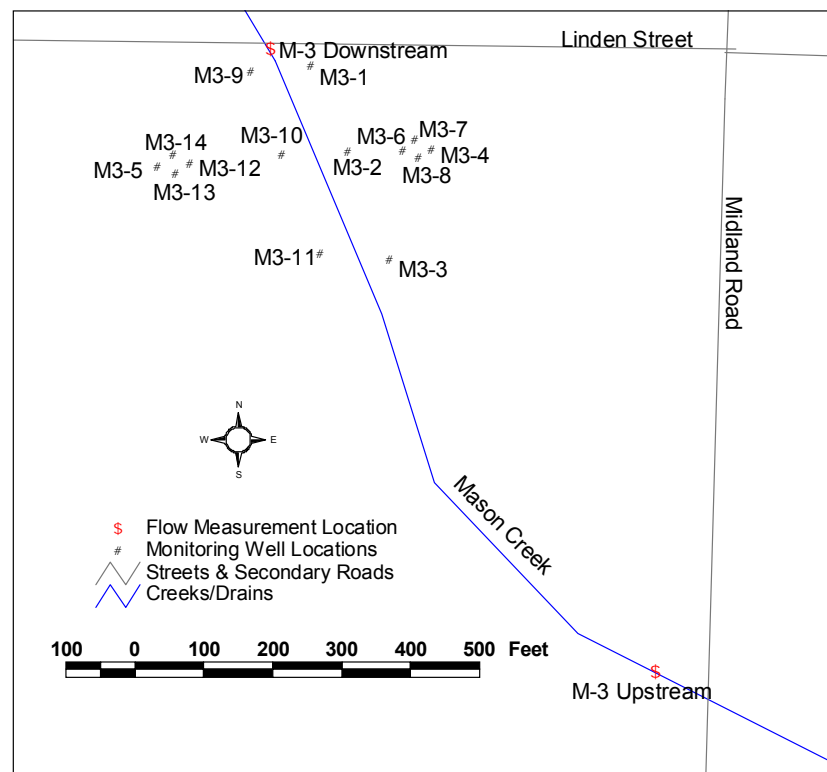 Linden Street
$ M-3 Downstream
M3-9 #
# M3-1
M3-14 #
M3-10 #
M3-6 #
# M3-7
M3-5 #
# M3-12
# M3-2
# M3-4
# M3-13
# M3-8
M3-11 #
# M3-3
Midland Road
N
W E
S
Mason Creek
$ Flow Measurement Location
# Monitoring Well Locations
Streets & Secondary Roads
Creeks/Drains
100 0 100 200 300 400 500 Feet
$
M-3 Upstream